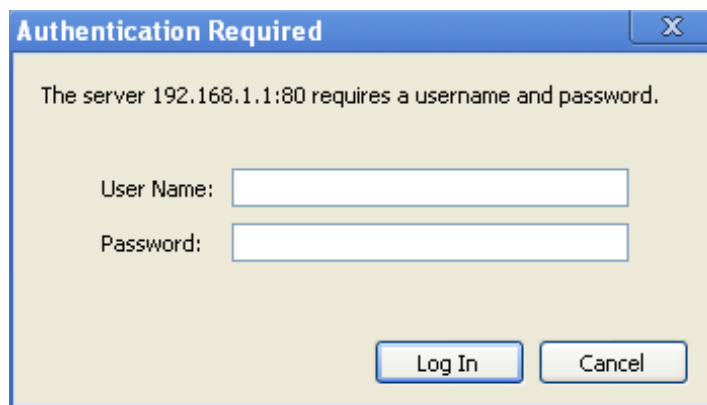 Authentication Required
X
The server 192.168.1.1:80 requires a username and password.
User Name:
Password:
Log In
Cancel